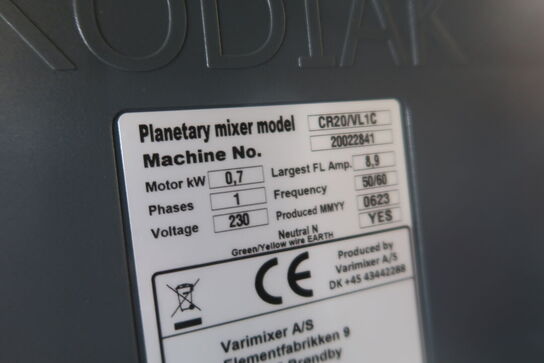 KODIAK
Planetary mixer model CR20/VL1C
Machine No. 20022841
Motor kW 0,7 Largest FL Amp. 8,9
Phases 1 Frequency 50/60
Voltage 230 Produced MMYY 0623
Neutral N YES
Green/Yellow wire EARTH
CE
Produced by
Varimixer A/S
DK +45 43442288
Varimixer A/S
Elementfabrikken 9
Brøndby